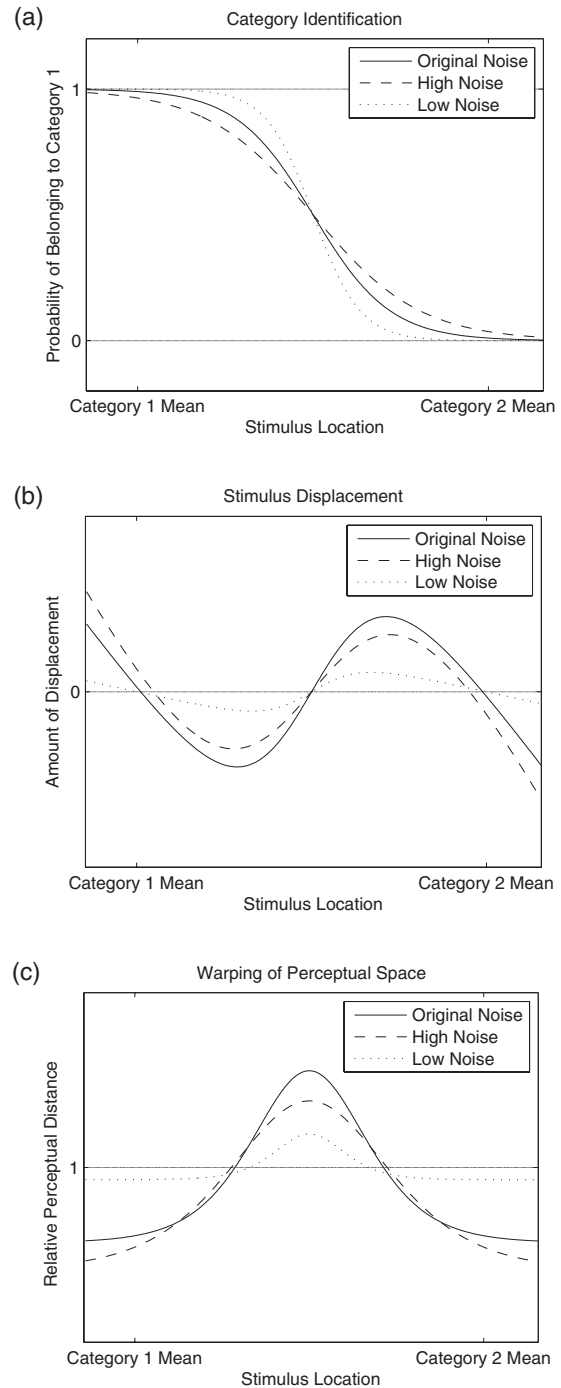 (a)
Category Identification
Original Noise
High Noise
Low Noise
Probability of Belonging to Category 1
1
0
Category 1 Mean
Category 2 Mean
Stimulus Location
(b)
Stimulus Displacement
Original Noise
High Noise
Low Noise
Amount of Displacement
0
Category 1 Mean
Category 2 Mean
Stimulus Location
(c)
Warping of Perceptual Space
Original Noise
High Noise
Low Noise
Relative Perceptual Distance
1
Category 1 Mean
Category 2 Mean
Stimulus Location